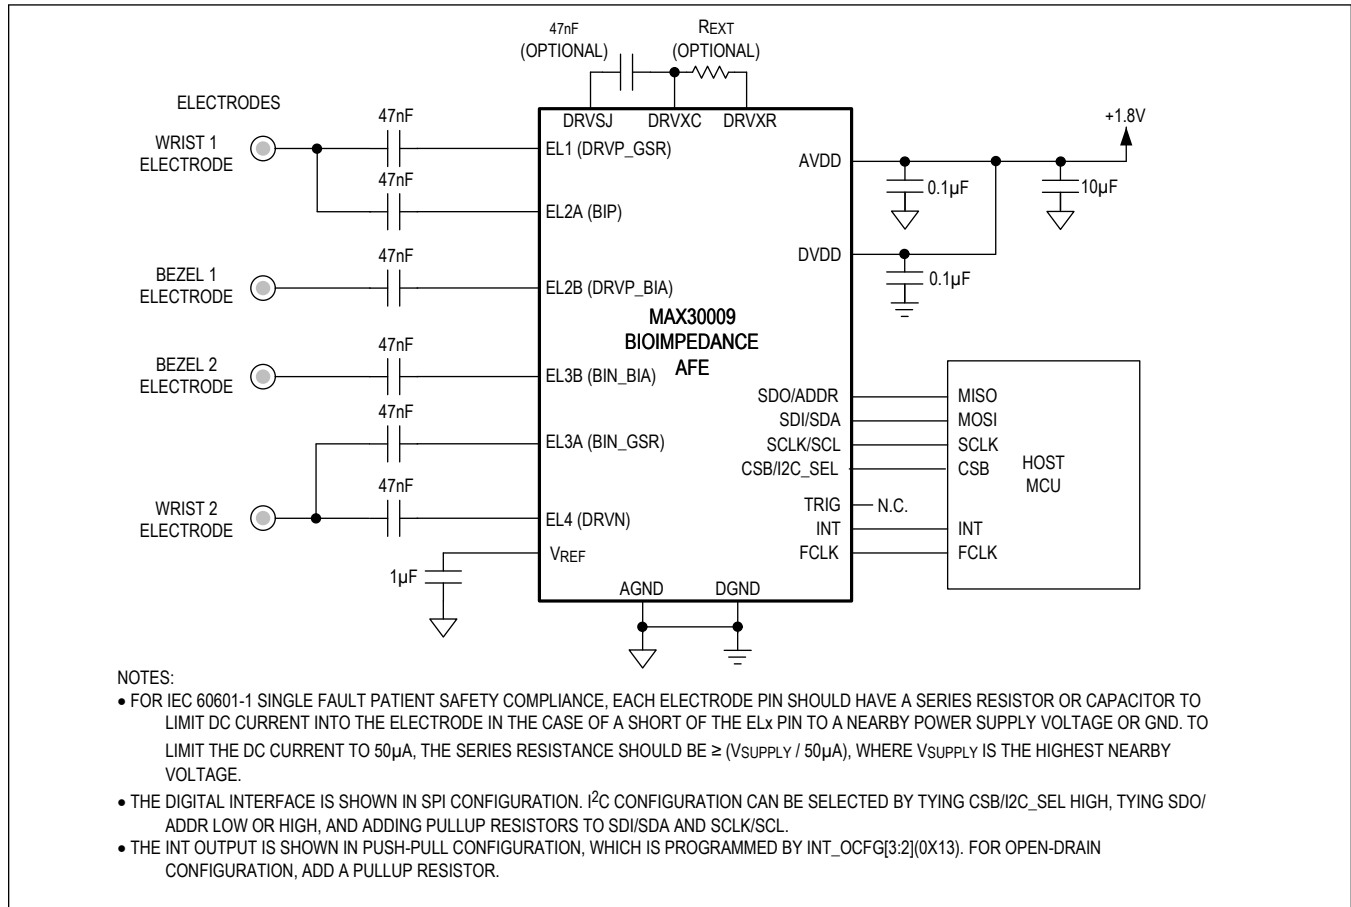 47nF
(OPTIONAL)
REXT
(OPTIONAL)
ELECTRODES
WRIST 1
ELECTRODE
47nF
47nF
BEZEL 1
ELECTRODE
47nF
BEZEL 2
ELECTRODE
47nF
47nF
WRIST 2
ELECTRODE
47nF
1µF
DRVSJ
DRVXC
DRVXR
EL1 (DRVP_GSR)
EL2A (BIP)
EL2B (DRVP_BIA)
MAX30009
BIOIMPEDANCE
AFE
EL3B (BIN_BIA)
EL3A (BIN_GSR)
EL4 (DRVN)
VREF
AGND
DGND
AVDD
DVDD
SDO/ADDR
SDI/SDA
SCLK/SCL
CSB/I2C_SEL
TRIG
N.C.
INT
FCLK
+1.8V
0.1µF
10µF
0.1µF
MISO
MOSI
SCLK
CSB
HOST
MCU
INT
FCLK
NOTES:
• FOR IEC 60601-1 SINGLE FAULT PATIENT SAFETY COMPLIANCE, EACH ELECTRODE PIN SHOULD HAVE A SERIES RESISTOR OR CAPACITOR TO
LIMIT DC CURRENT INTO THE ELECTRODE IN THE CASE OF A SHORT OF THE ELx PIN TO A NEARBY POWER SUPPLY VOLTAGE OR GND. TO
LIMIT THE DC CURRENT TO 50µA, THE SERIES RESISTANCE SHOULD BE ≥ (VSUPPLY / 50µA), WHERE VSUPPLY IS THE HIGHEST NEARBY
VOLTAGE.
• THE DIGITAL INTERFACE IS SHOWN IN SPI CONFIGURATION. I²C CONFIGURATION CAN BE SELECTED BY TYING CSB/I2C_SEL HIGH, TYING SDO/
ADDR LOW OR HIGH, AND ADDING PULLUP RESISTORS TO SDI/SDA AND SCLK/SCL.
• THE INT OUTPUT IS SHOWN IN PUSH-PULL CONFIGURATION, WHICH IS PROGRAMMED BY INT_OCFG[3:2](0X13). FOR OPEN-DRAIN
CONFIGURATION, ADD A PULLUP RESISTOR.